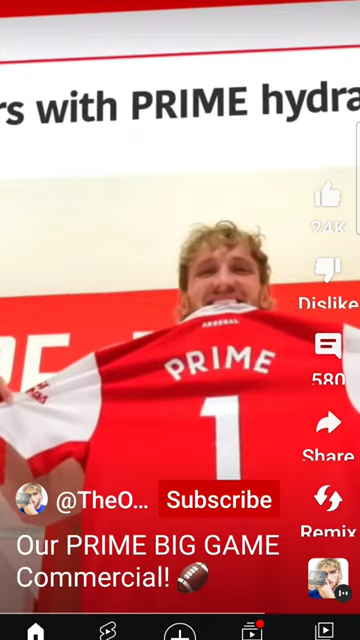 rs with PRIME hydra
24K
Dislike
ARSENAL
PRIME
1
580
Share
@TheO... Subscribe
Remix
Our PRIME BIG GAME
Commercial! 🏈